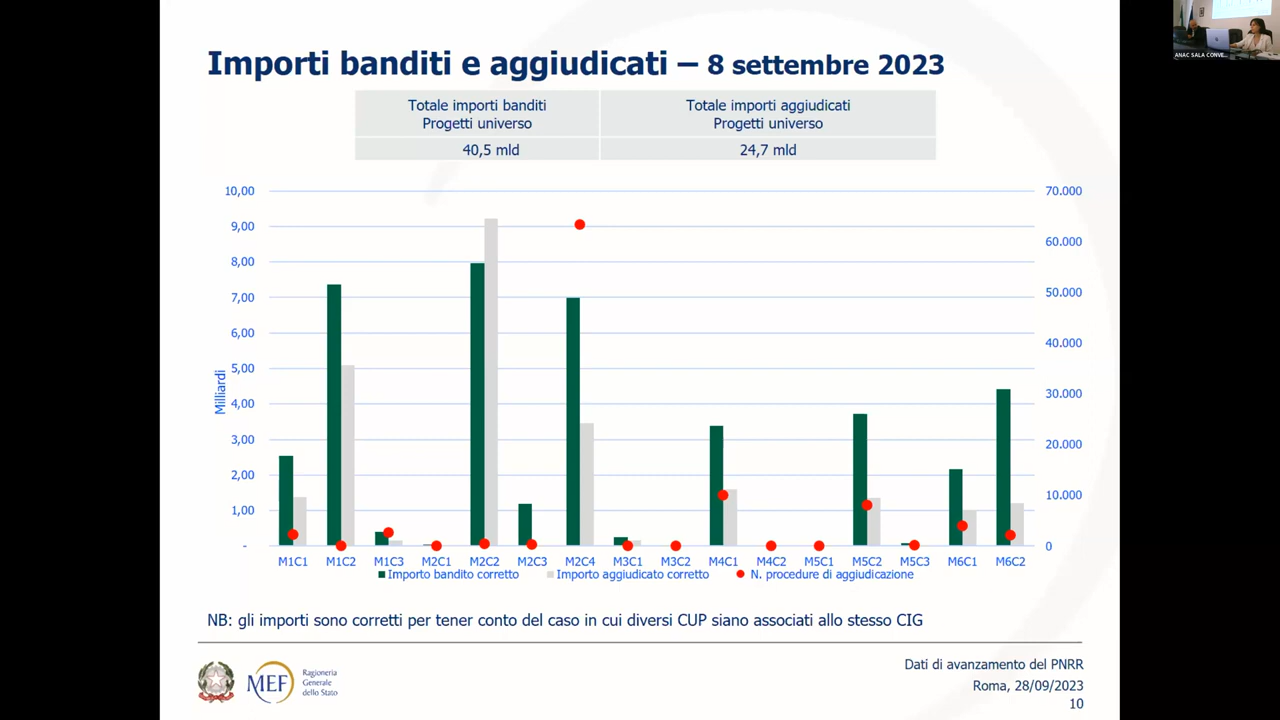 ANAC SALA CONVE...
Importi banditi e aggiudicati – 8 settembre 2023
Totale importi banditi
Progetti universo
Totale importi aggiudicati
Progetti universo
40,5 mld
24,7 mld
Milliardi
10,00
9,00
8,00
7,00
6,00
5,00
4,00
3,00
2,00
1,00
-
70.000
60.000
50.000
40.000
30.000
20.000
10.000
0
M1C1 M1C2 M1C3 M2C1 M2C2 M2C3 M2C4 M3C1 M3C2 M4C1 M4C2 M5C1 M5C2 M5C3 M6C1 M6C2
Importo bandito corretto Importo aggiudicato corretto N. procedure di aggiudicazione
NB: gli importi sono corretti per tener conto del caso in cui diversi CUP siano associati allo stesso CIG
MEF
Ragioneria
Generale
dello Stato
Dati di avanzamento del PNRR
Roma, 28/09/2023
10